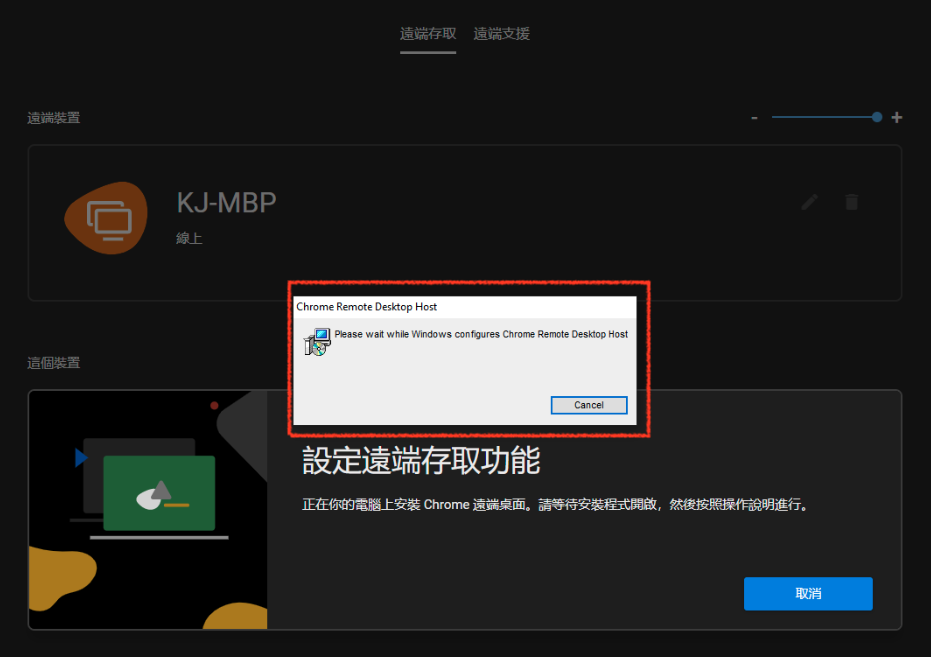 遠端存取 遠端支援
遠端裝置
- +
KJ-MBP
線上
Chrome Remote Desktop Host
Please wait while Windows configures Chrome Remote Desktop Host
Cancel
這個裝置
設定遠端存取功能
正在你的電腦上安裝 Chrome 遠端桌面。請等待安裝程式開啟，然後按照操作說明進行。
取消